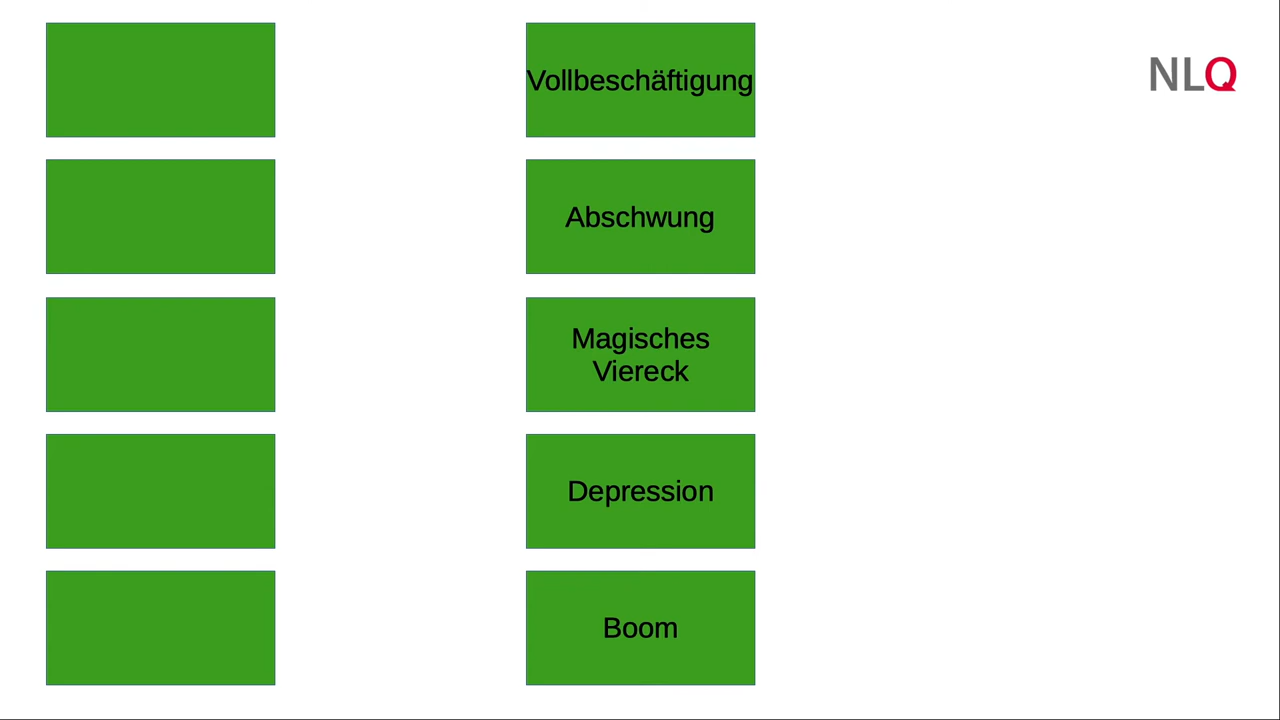 Vollbeschäftigung
NLQ
Abschwung
Magisches
Viereck
Depression
Boom